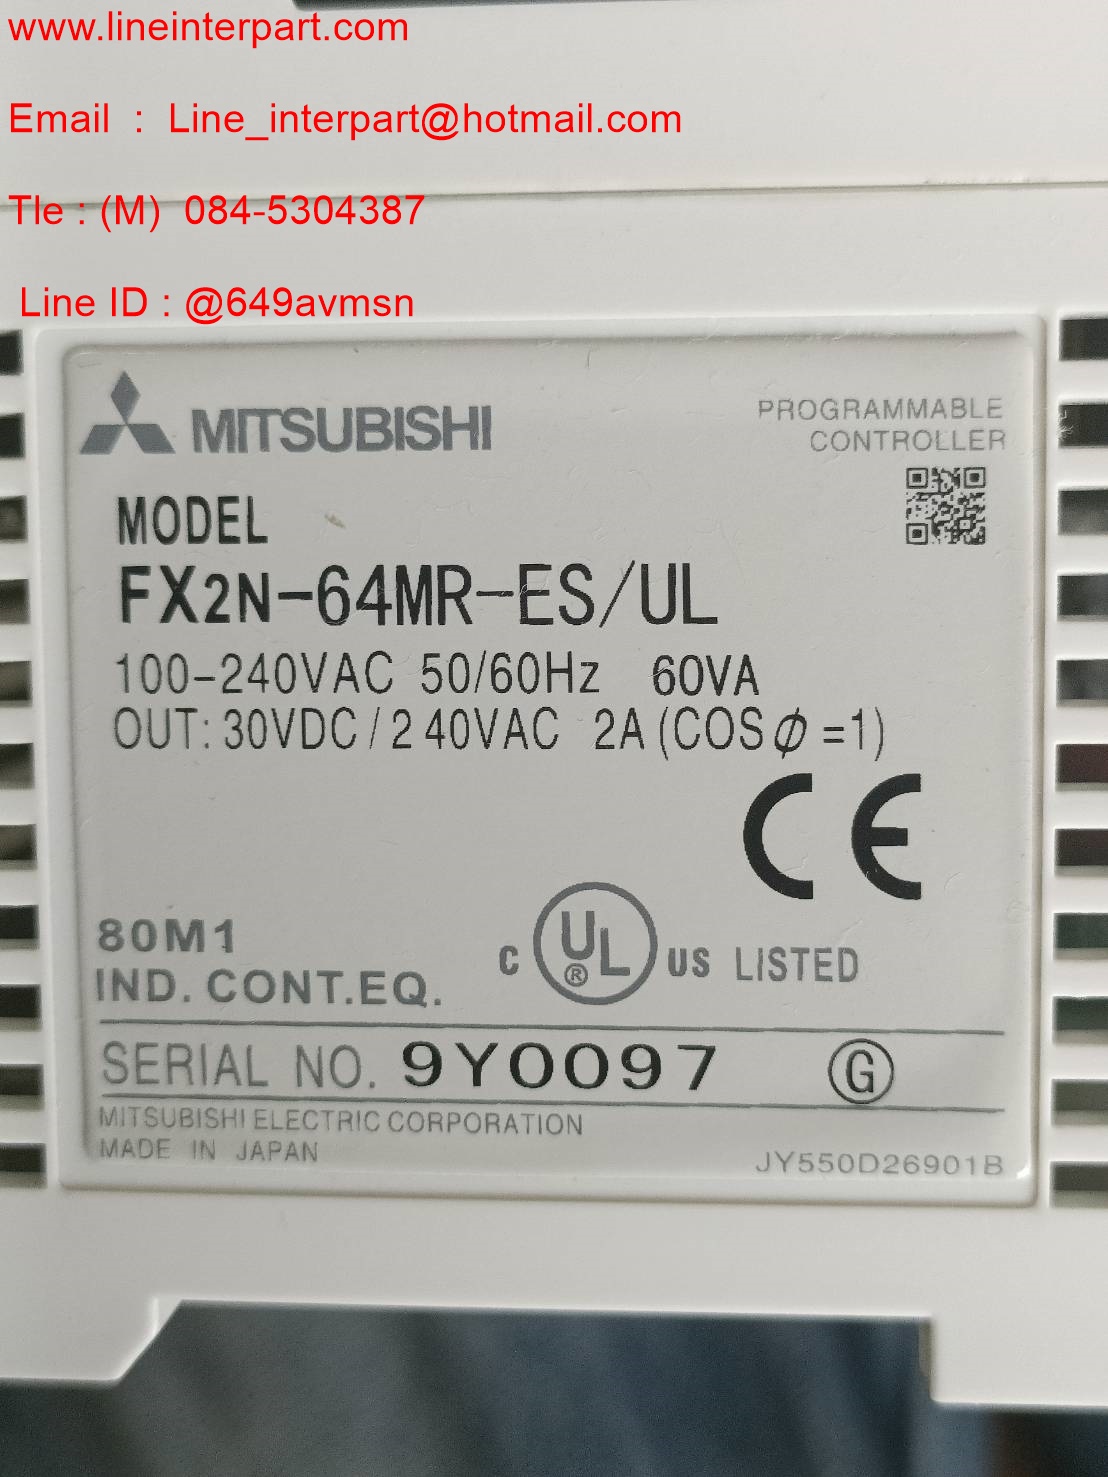 www.lineinterpart.com
Email : Line_interpart@hotmail.com
Tle : (M) 084-5304387
Line ID : @649avmsn
MITSUBISHI
PROGRAMMABLE
CONTROLLER
MODEL
FX2N-64MR-ES/UL
100-240VAC 50/60Hz 60VA
OUT: 30VDC/240VAC 2A (COSφ=1)
CE
80M1
IND. CONT.EQ.
C UL® US LISTED
SERIAL NO. 9Y0097 G
MITSUBISHI ELECTRIC CORPORATION
MADE IN JAPAN
JY550D26901B